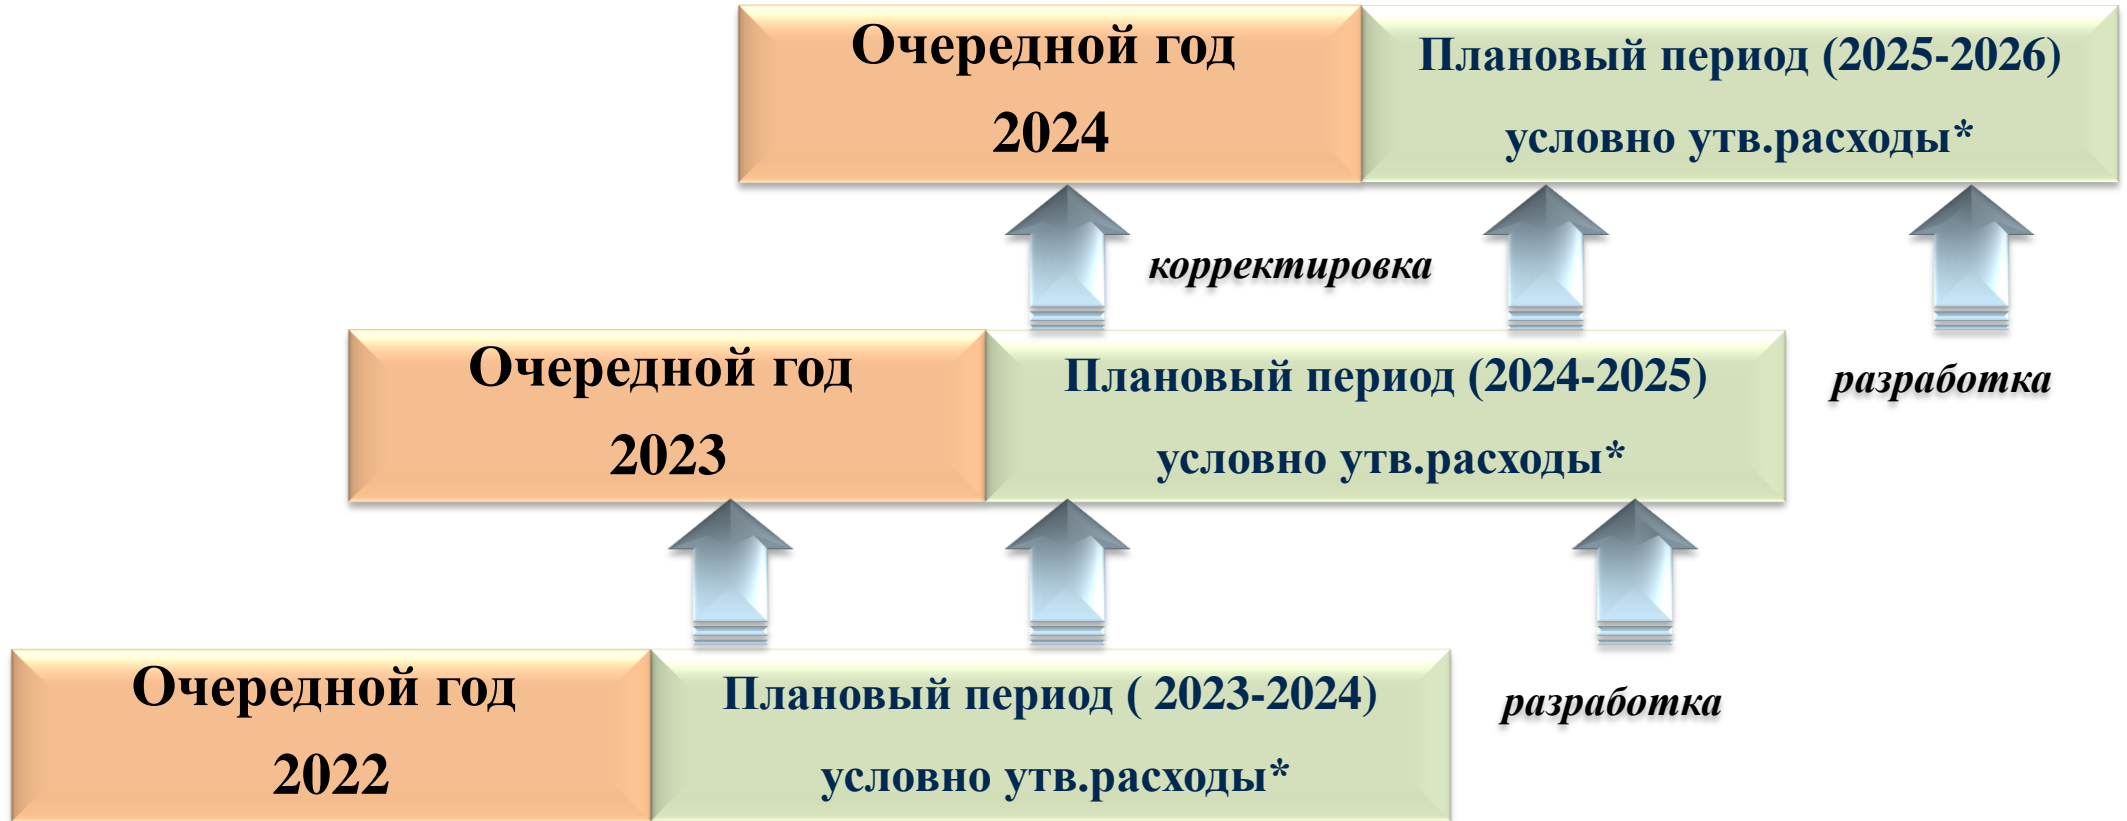 Очередной год
2024
Плановый период (2025-2026)
условно утв.расходы*
корректировка
Очередной год
2023
Плановый период (2024-2025)
условно утв.расходы*
разработка
Очередной год
2022
Плановый период ( 2023-2024)
условно утв.расходы*
разработка